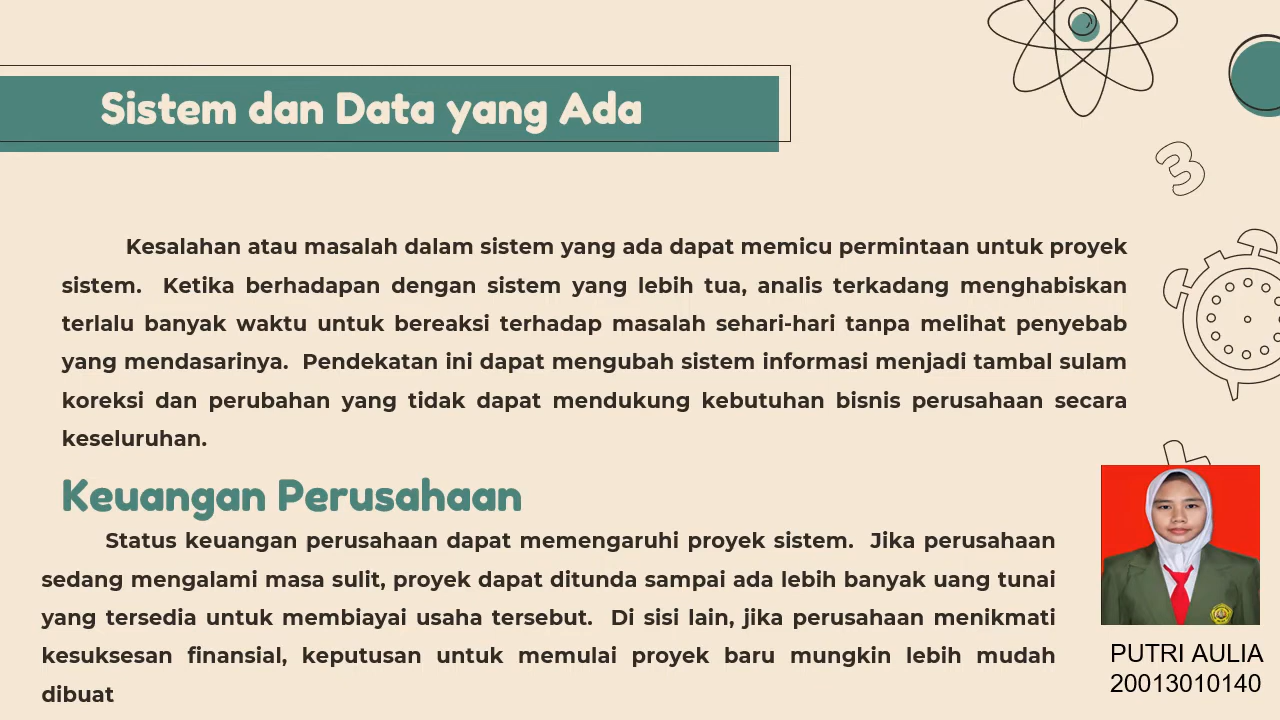 Sistem dan Data yang Ada
3
Kesalahan atau masalah dalam sistem yang ada dapat memicu permintaan untuk proyek
sistem. Ketika berhadapan dengan sistem yang lebih tua, analis terkadang menghabiskan
terlalu banyak waktu untuk bereaksi terhadap masalah sehari-hari tanpa melihat penyebab
yang mendasarinya. Pendekatan ini dapat mengubah sistem informasi menjadi tambal sulam
koreksi dan perubahan yang tidak dapat mendukung kebutuhan bisnis perusahaan secara
keseluruhan.
Keuangan Perusahaan
Status keuangan perusahaan dapat memengaruhi proyek sistem. Jika perusahaan
sedang mengalami masa sulit, proyek dapat ditunda sampai ada lebih banyak uang tunai
yang tersedia untuk membiayai usaha tersebut. Di sisi lain, jika perusahaan menikmati
kesuksesan finansial, keputusan untuk memulai proyek baru mungkin lebih mudah
dibuat
PUTRI AULIA
20013010140